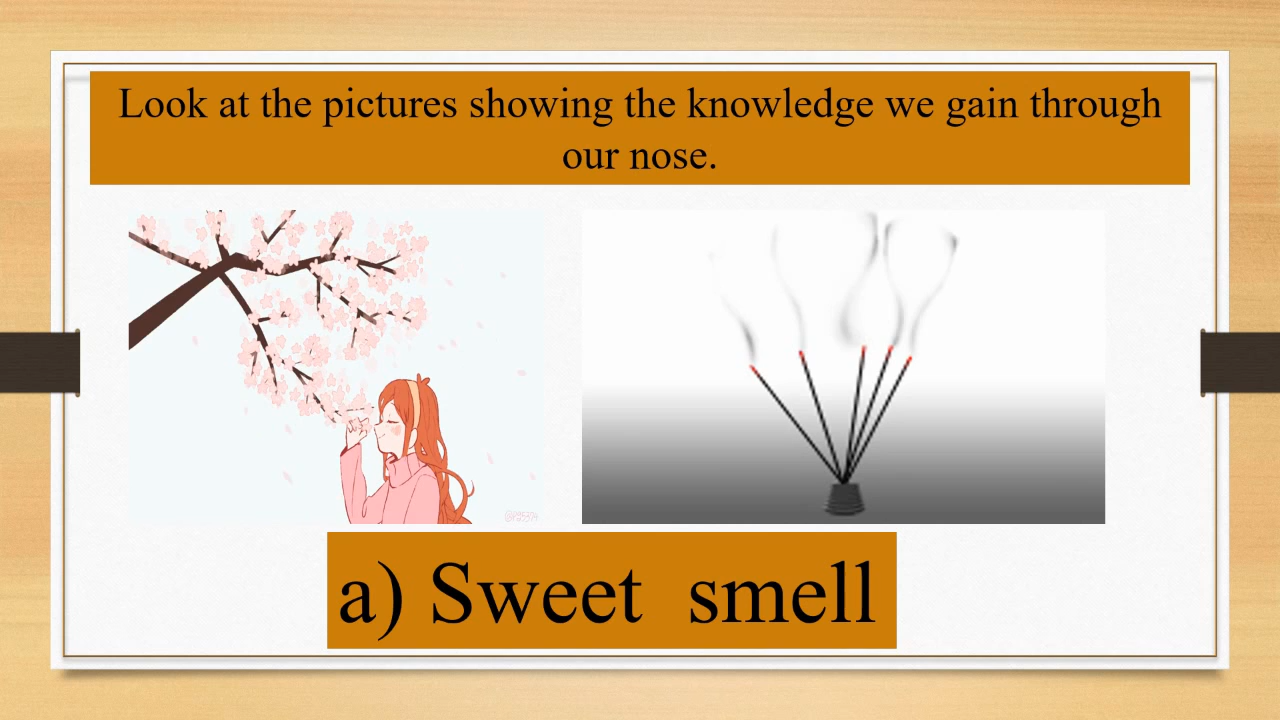 Look at the pictures showing the knowledge we gain through
our nose.
a) Sweet smell